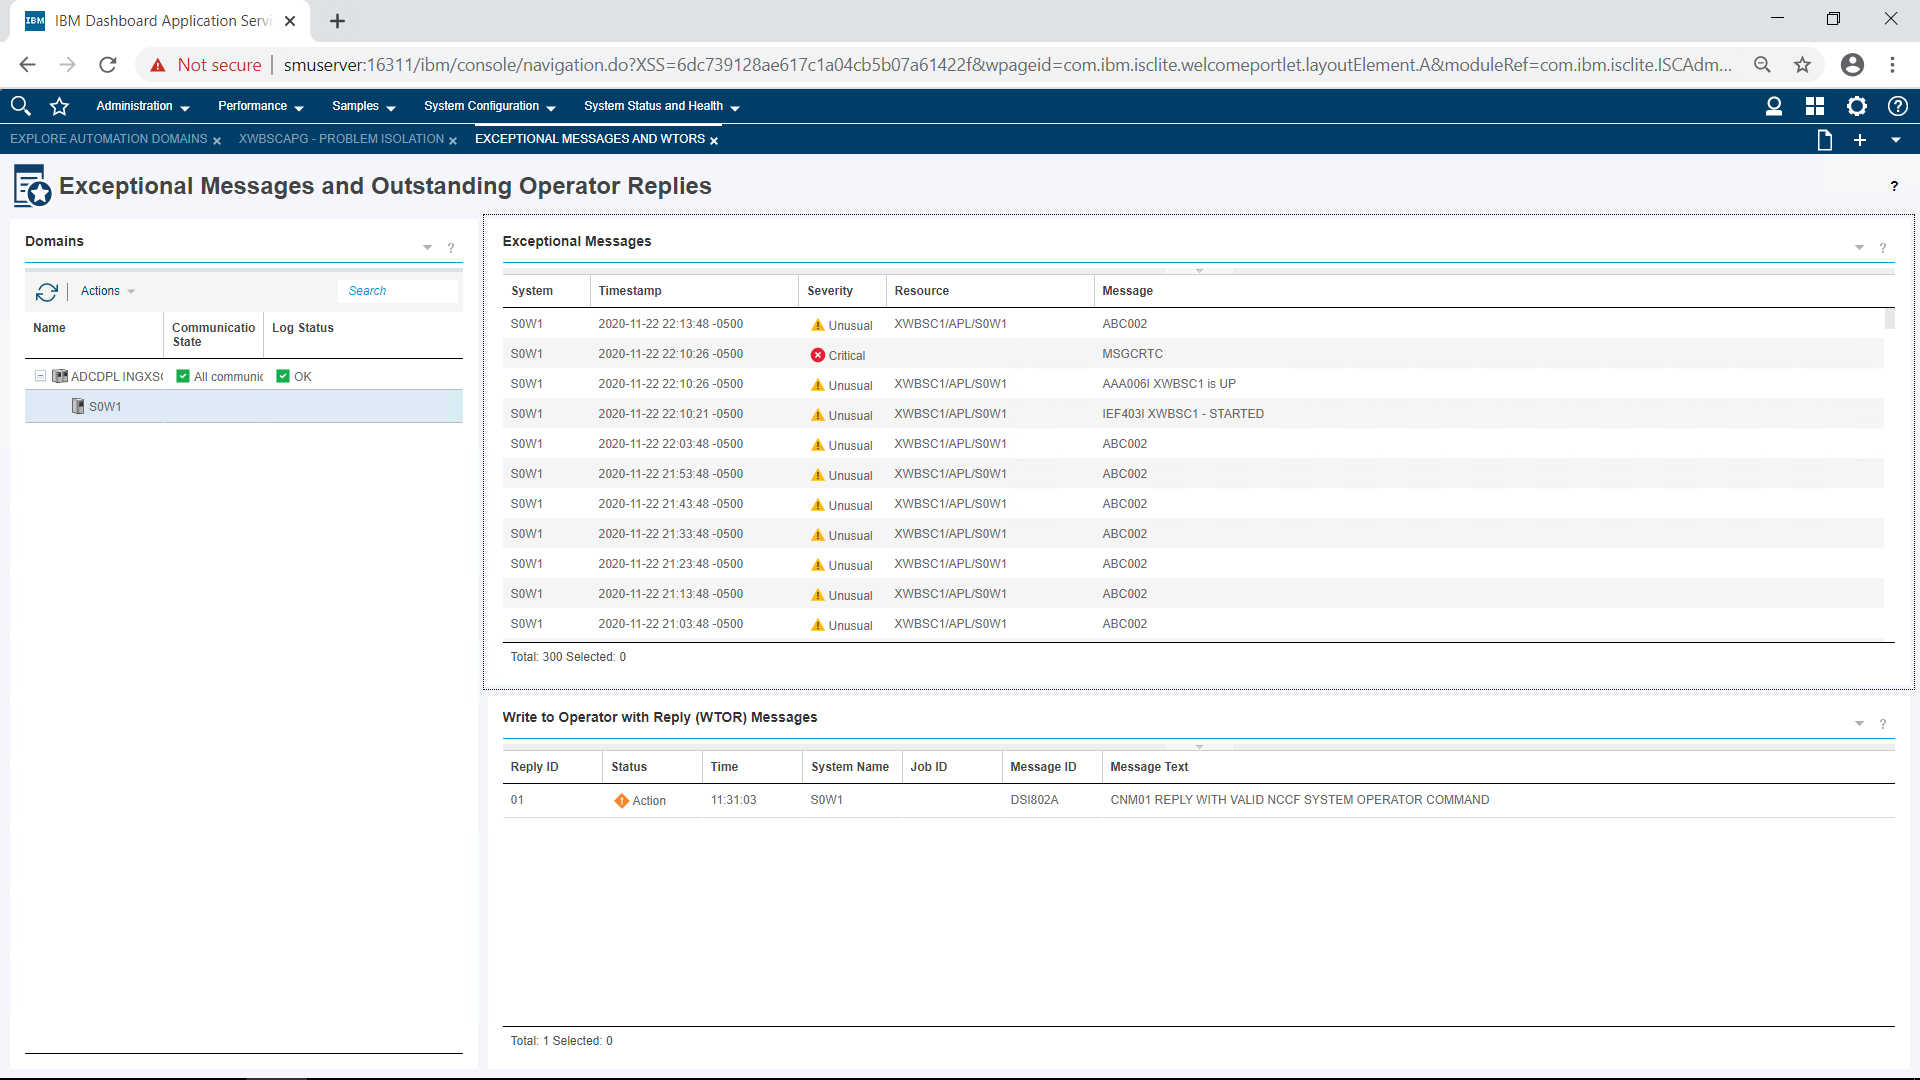 IBM IBM Dashboard Application Servi
Not secure smuserver:16311/ibm/console/navigation.do?XSS=6dc739128ae617c1a04cb5b07a61422f&wpageid=com.ibm.isclite.welcomeportlet.layoutElement.A&moduleRef=com.ibm.isclite.ISCAdm...
Administration Performance Samples System Configuration System Status and Health
EXPLORE AUTOMATION DOMAINS XWBSCAPG - PROBLEM ISOLATION EXCEPTIONAL MESSAGES AND WTORS
Exceptional Messages and Outstanding Operator Replies ?
Domains ?
Actions Search
Name Communicatio State Log Status
ADCDPL INGXS( All communic OK
S0W1
Exceptional Messages ?
System Timestamp Severity Resource Message
S0W1 2020-11-22 22:13:48 -0500 Unusual XWBSC1/APL/S0W1 ABC002
S0W1 2020-11-22 22:10:26 -0500 Critical MSGCRTC
S0W1 2020-11-22 22:10:26 -0500 Unusual XWBSC1/APL/S0W1 AAA006I XWBSC1 is UP
S0W1 2020-11-22 22:10:21 -0500 Unusual XWBSC1/APL/S0W1 IEF403I XWBSC1 - STARTED
S0W1 2020-11-22 22:03:48 -0500 Unusual XWBSC1/APL/S0W1 ABC002
S0W1 2020-11-22 21:53:48 -0500 Unusual XWBSC1/APL/S0W1 ABC002
S0W1 2020-11-22 21:43:48 -0500 Unusual XWBSC1/APL/S0W1 ABC002
S0W1 2020-11-22 21:33:48 -0500 Unusual XWBSC1/APL/S0W1 ABC002
S0W1 2020-11-22 21:23:48 -0500 Unusual XWBSC1/APL/S0W1 ABC002
S0W1 2020-11-22 21:13:48 -0500 Unusual XWBSC1/APL/S0W1 ABC002
S0W1 2020-11-22 21:03:48 -0500 Unusual XWBSC1/APL/S0W1 ABC002
Total: 300 Selected: 0
Write to Operator with Reply (WTOR) Messages ?
Reply ID Status Time System Name Job ID Message ID Message Text
01 Action 11:31:03 S0W1 DSI802A CNM01 REPLY WITH VALID NCCF SYSTEM OPERATOR COMMAND
Total: 1 Selected: 0